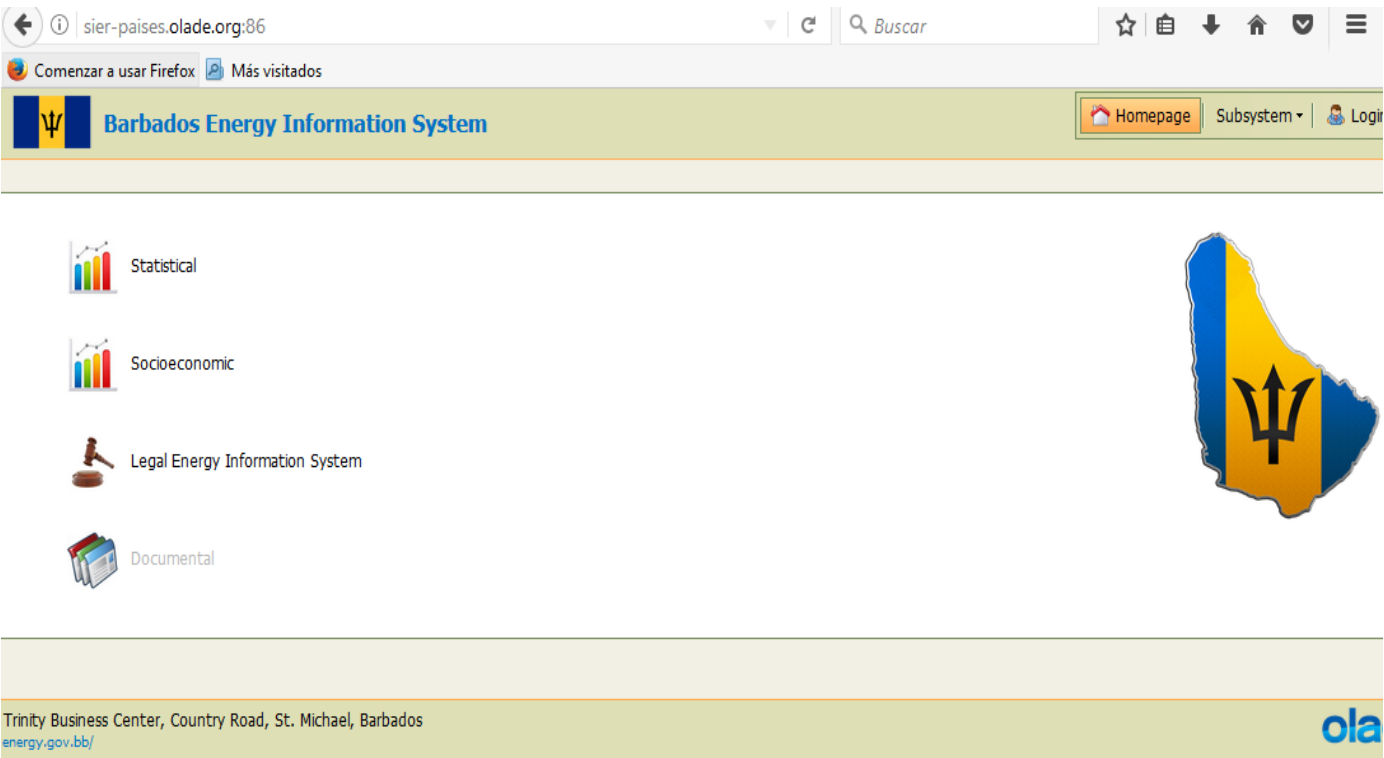 sier-paises.olade.org:86
Buscar
Comenzar a usar Firefox Más visitados
Barbados Energy Information System
Homepage Subsystem Login
Statistical
Socioeconomic
Legal Energy Information System
Documental
Trinity Business Center, Country Road, St. Michael, Barbados
energy.gov.bb/